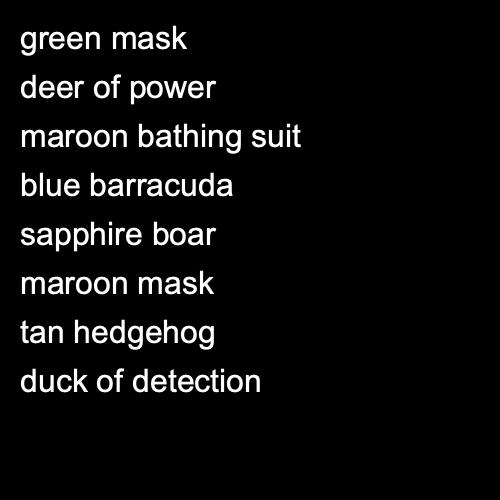 green mask
deer of power
maroon bathing suit
blue barracuda
sapphire boar
maroon mask
tan hedgehog
duck of detection